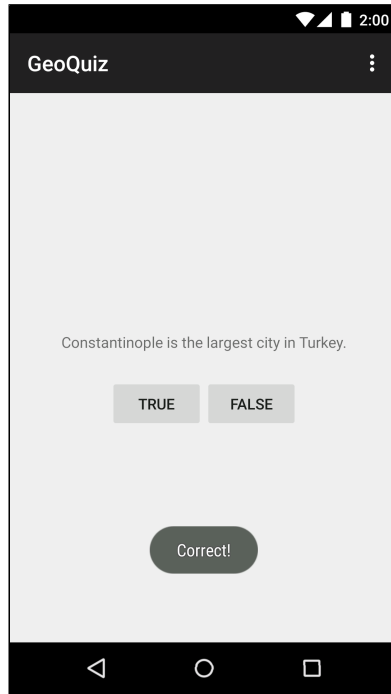 2:00
GeoQuiz
Constantinople is the largest city in Turkey.
TRUE FALSE
Correct!